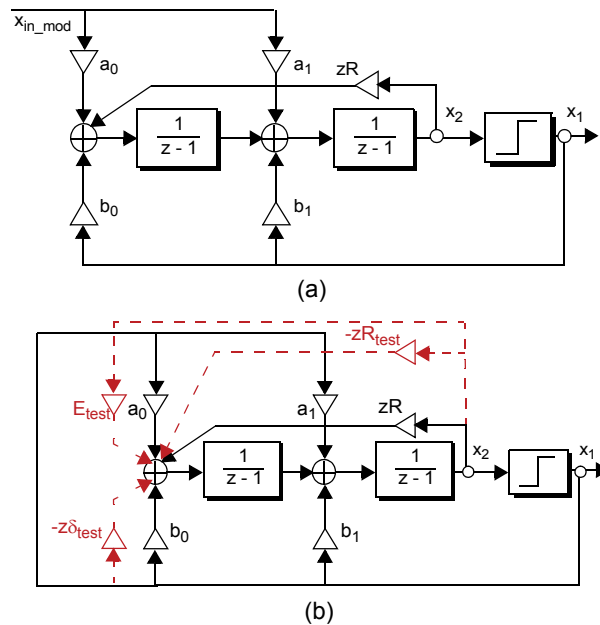 x_in_mod
a_0
a_1
zR
x_2
x_1
1
z - 1
1
z - 1
b_0
b_1
(a)
-zR_test
E_test
a_0
a_1
zR
x_2
x_1
1
z - 1
1
z - 1
-zδ_test
b_0
b_1
(b)